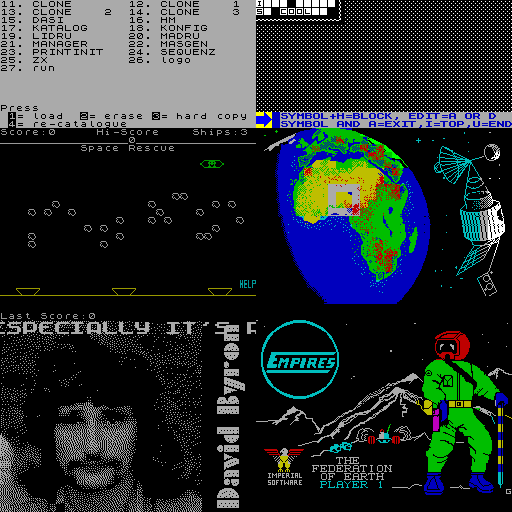 11. CLONE 12. CLONE 1
13. CLONE 2 14. CLONE 3
15. DASI 16. HM
17. KATALOG 18. KONFIG
19. LIDRU 20. MADRU
21. MANAGER 22. MASGEN
23. PRINTINIT 24. SEQUENZ
25. ZX 26. logo
27. run
Press
1= load 2= erase 3= hard copy
4= re-catalogue
S COOL
SYMBOL+H=BLOCK, EDIT=A OR D
SYMBOL AND A=EXIT,I=TOP,U=END
Score:0 Hi-Score Ships:3
0
Space Rescue
HELP
Last Score:0
ESPECIALLY IT'S
David Byron
EMPIRES
IMPERIAL
SOFTWARE
THE
FEDERATION
OF EARTH
PLAYER 1
G